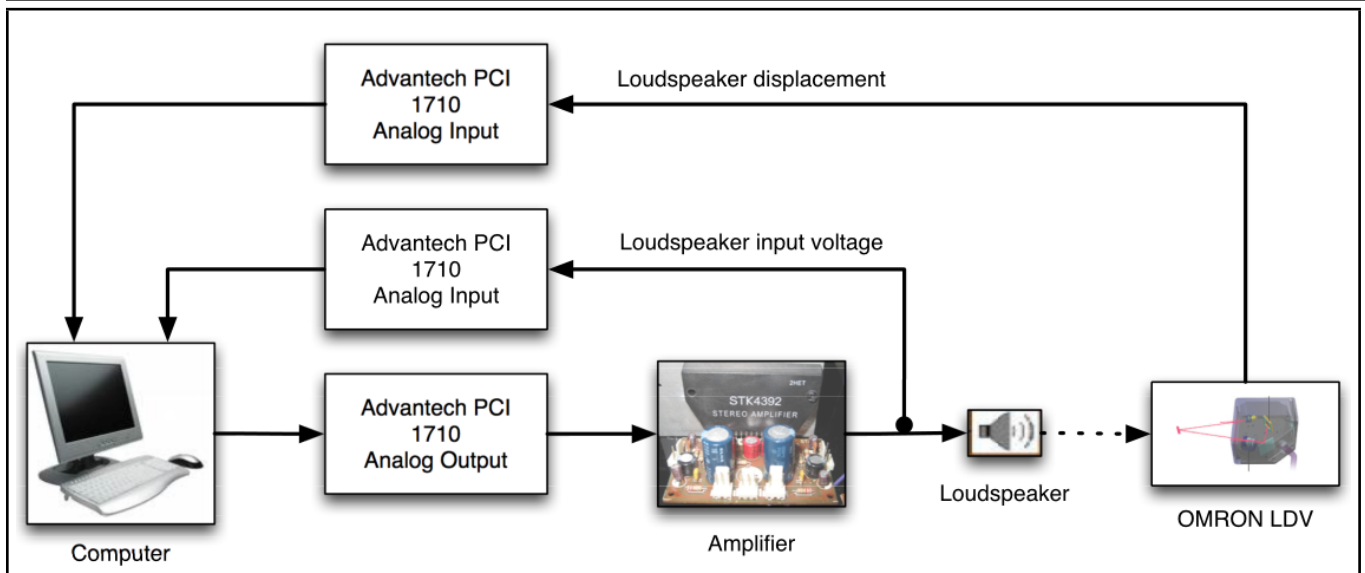 Advantech PCI
1710
Analog Input
Loudspeaker displacement
Advantech PCI
1710
Analog Input
Loudspeaker input voltage
Advantech PCI
1710
Analog Output
2HET
STK4392
STEREO AMPLIFIER
Loudspeaker
OMRON LDV
Amplifier
Computer